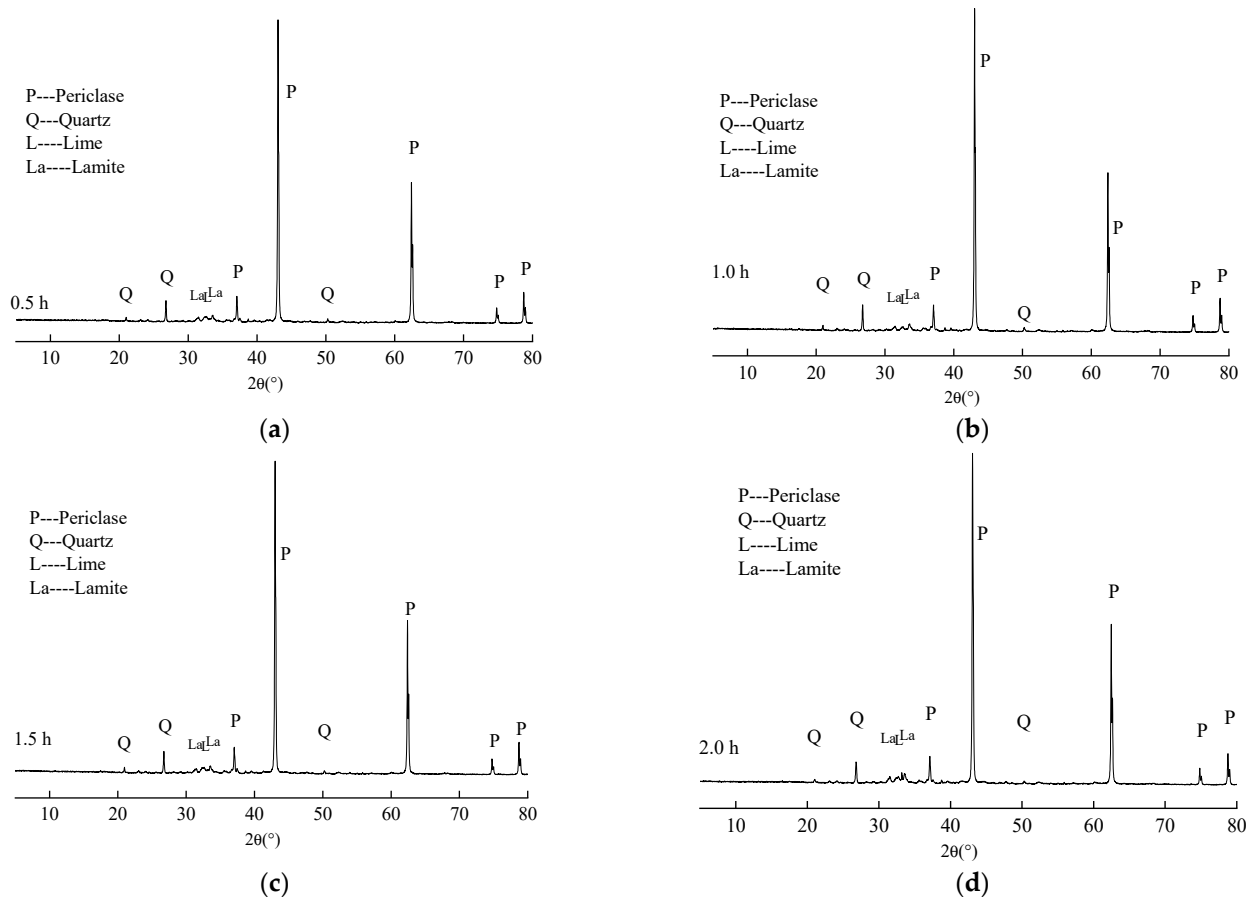 P---Periclase
Q---Quartz
L----Lime
La----Lamite
P
P
P
P
P
Q
Q
Q
La
L
La
0.5 h
10 20 30 40 50 60 70 80
2θ(°)
(a)
P---Periclase
Q---Quartz
L----Lime
La----Lamite
P
P
P
P
P
Q
Q
Q
La
L
La
1.0 h
10 20 30 40 50 60 70 80
2θ(°)
(b)
P---Periclase
Q---Quartz
L----Lime
La----Lamite
P
P
P
P
P
Q
Q
Q
La
L
La
1.5 h
10 20 30 40 50 60 70 80
2θ(°)
(c)
P---Periclase
Q---Quartz
L----Lime
La----Lamite
P
P
P
P
P
Q
Q
Q
La
L
La
2.0 h
10 20 30 40 50 60 70 80
2θ(°)
(d)